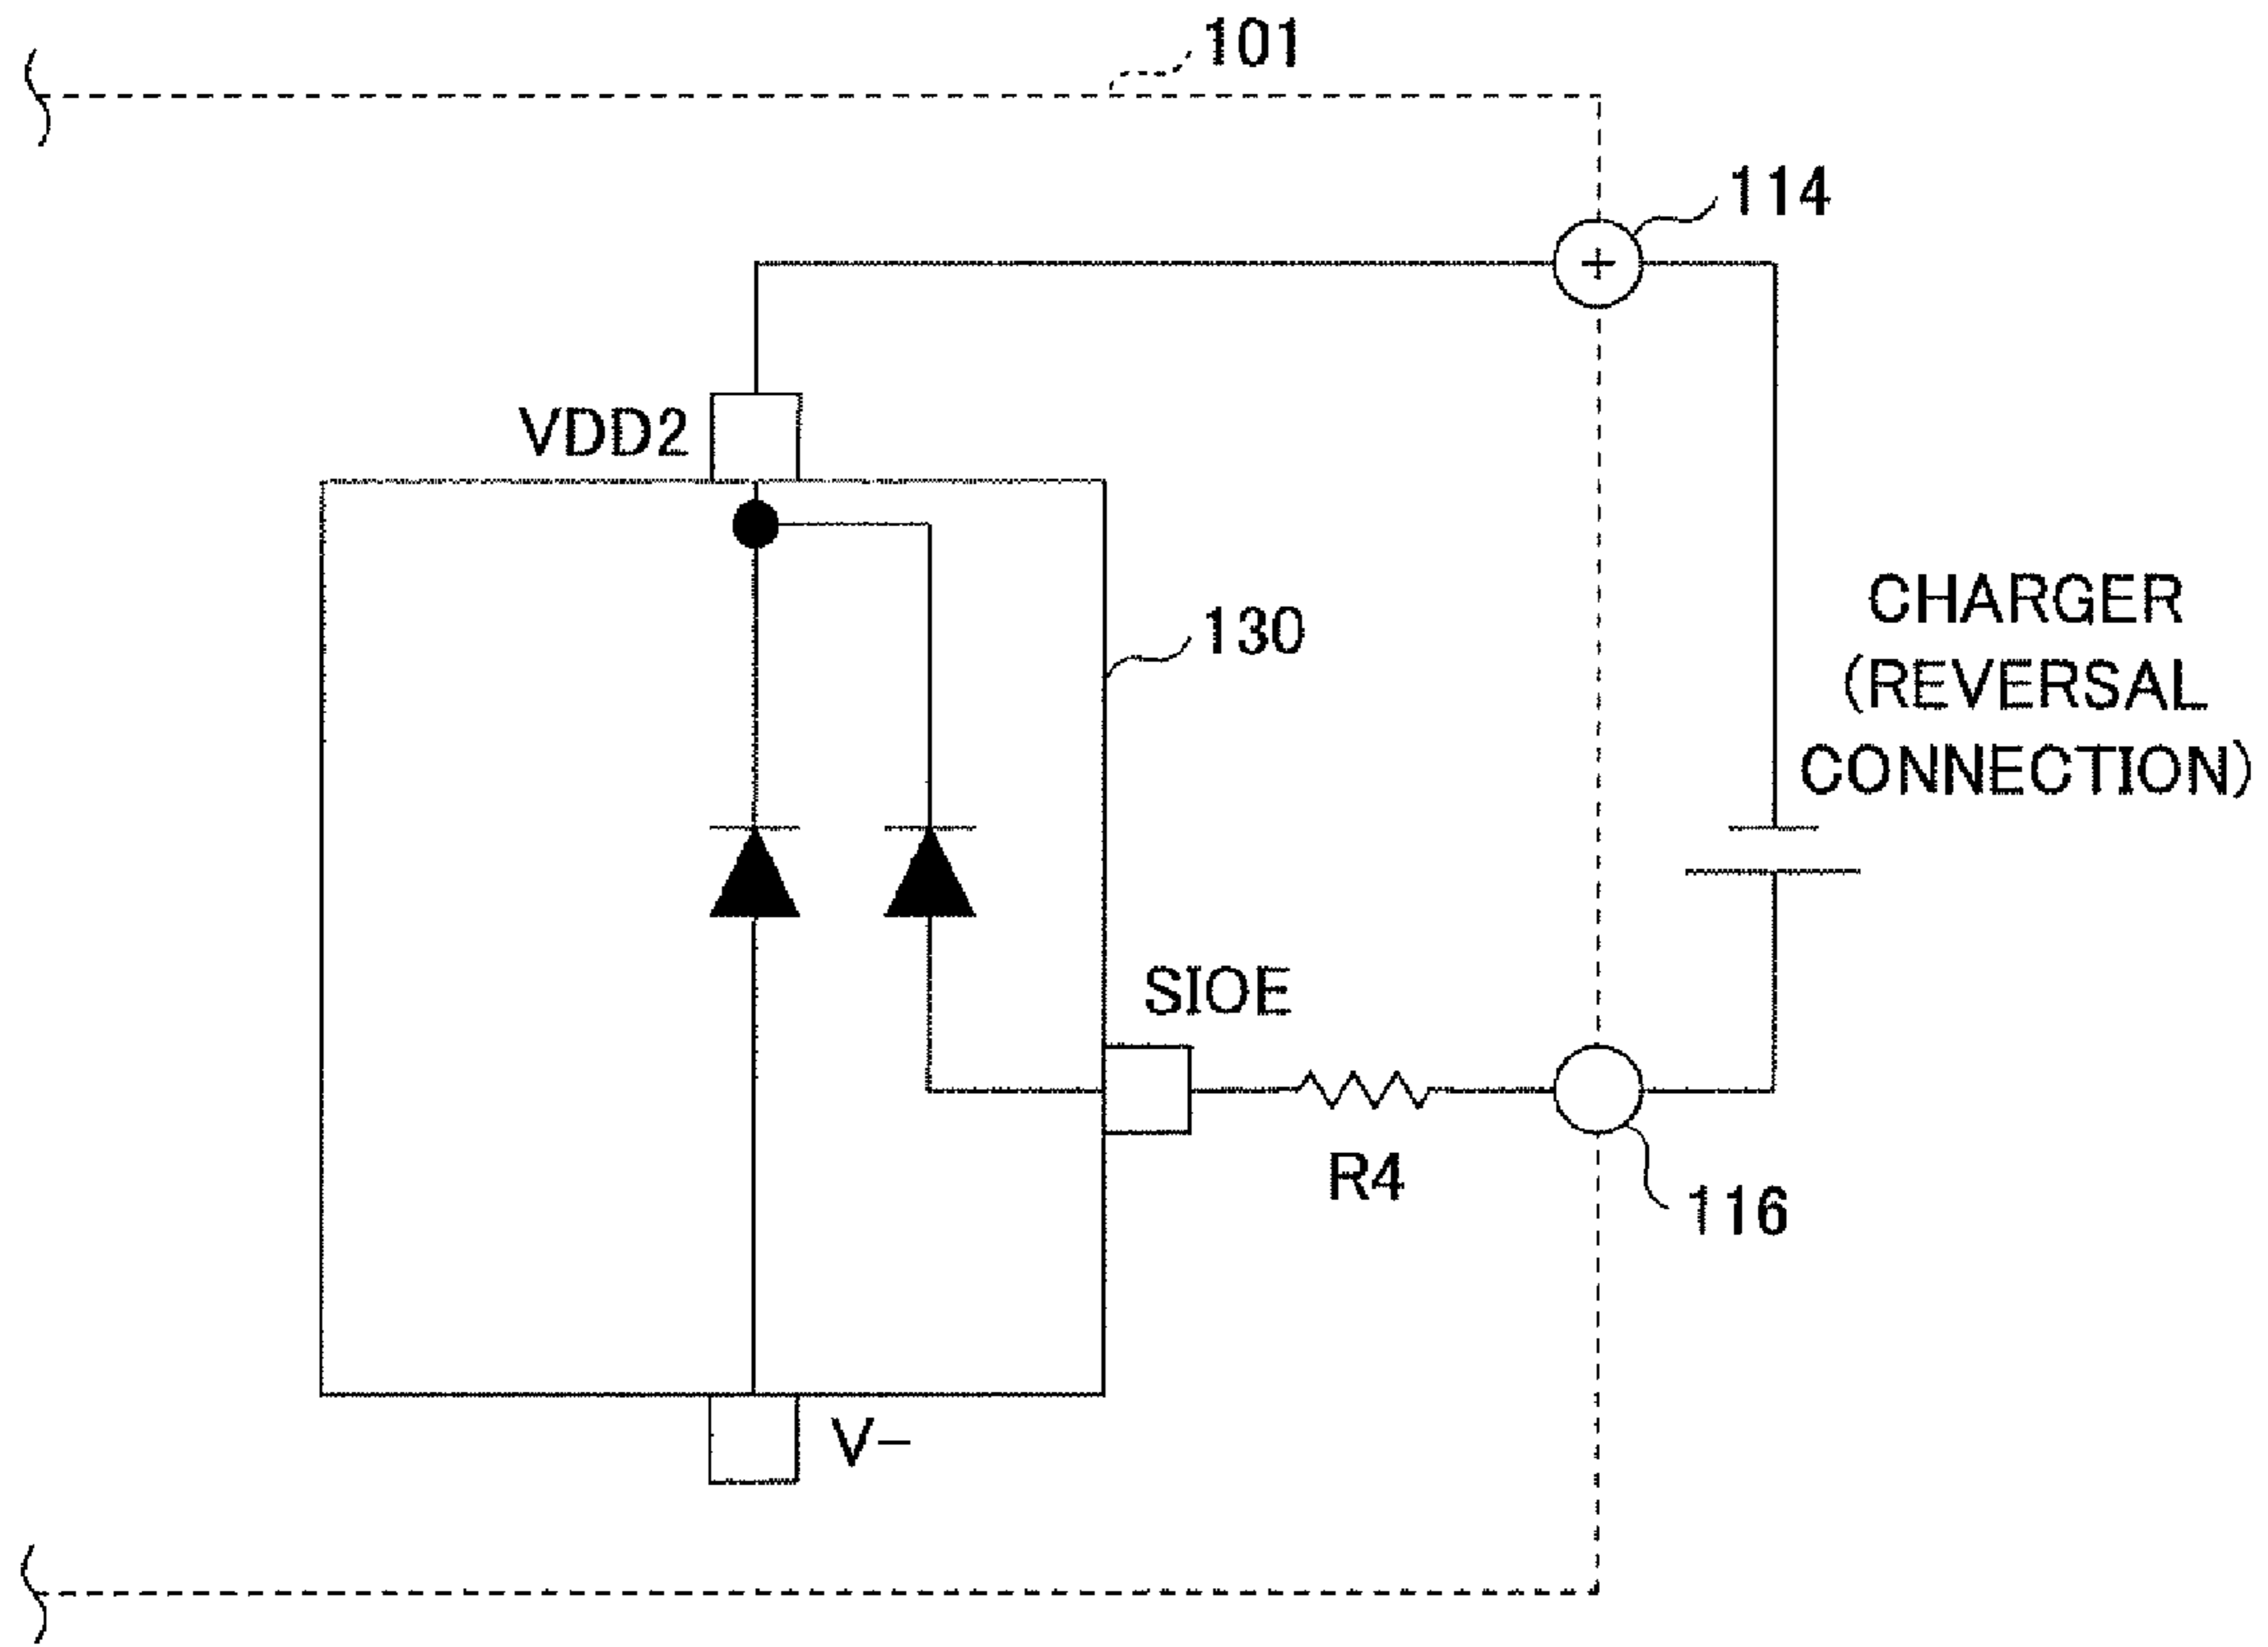 101
114
+
VDD2
130
CHARGER
(REVERSAL
CONNECTION)
SIOE
R4
116
V−